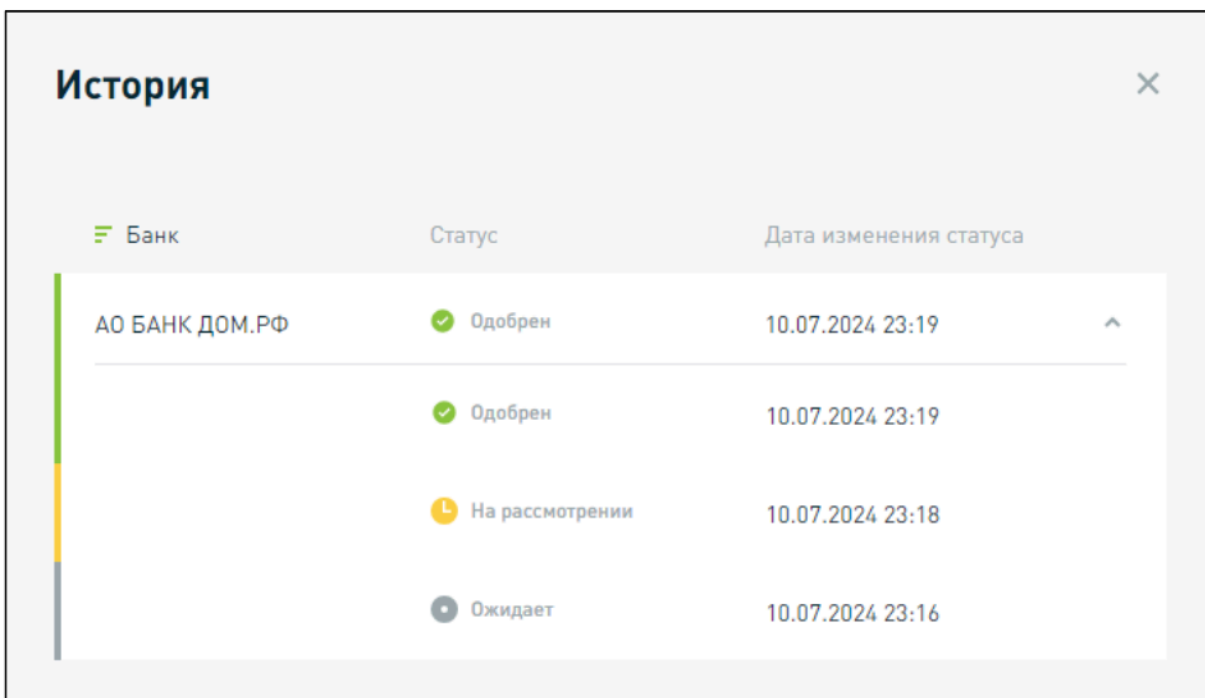 История
Банк Статус Дата изменения статуса
АО БАНК ДОМ.РФ Одобрен 10.07.2024 23:19
Одобрен 10.07.2024 23:19
На рассмотрении 10.07.2024 23:18
Ожидает 10.07.2024 23:16